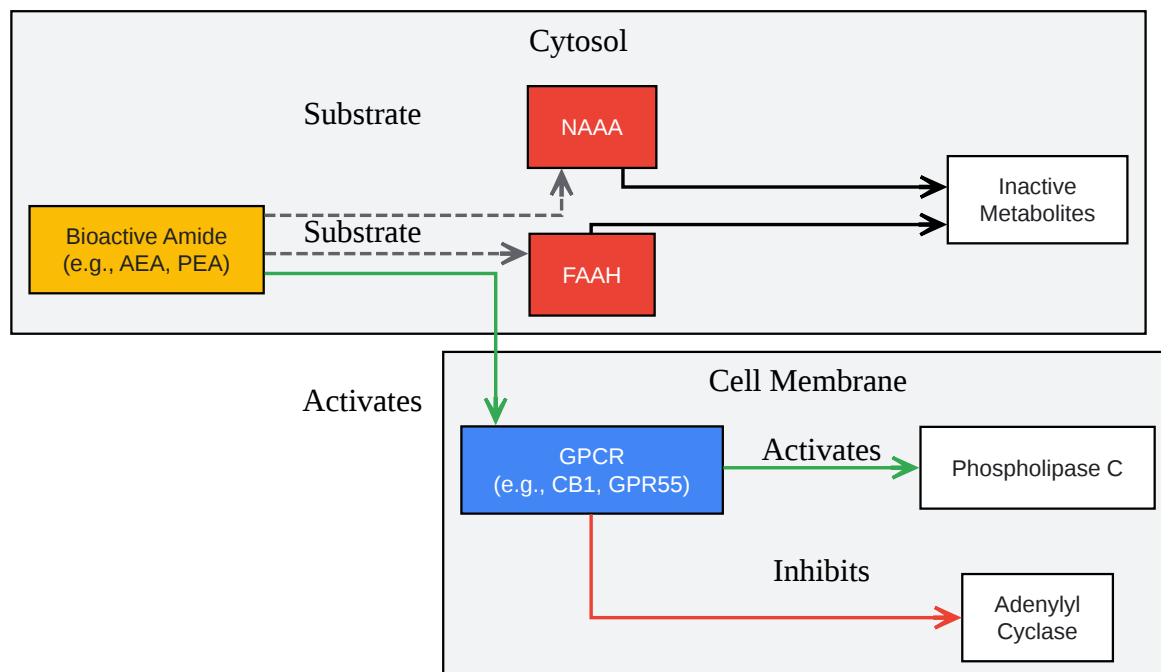 Cytosol
Substrate
NAAA
Inactive
Metabolites
Bioactive Amide
(e.g., AEA, PEA)
Substrate
FAAH
Activates
Cell Membrane
GPCR
(e.g., CB1, GPR55)
Activates
Phospholipase C
Inhibits
Adenylyl
Cyclase